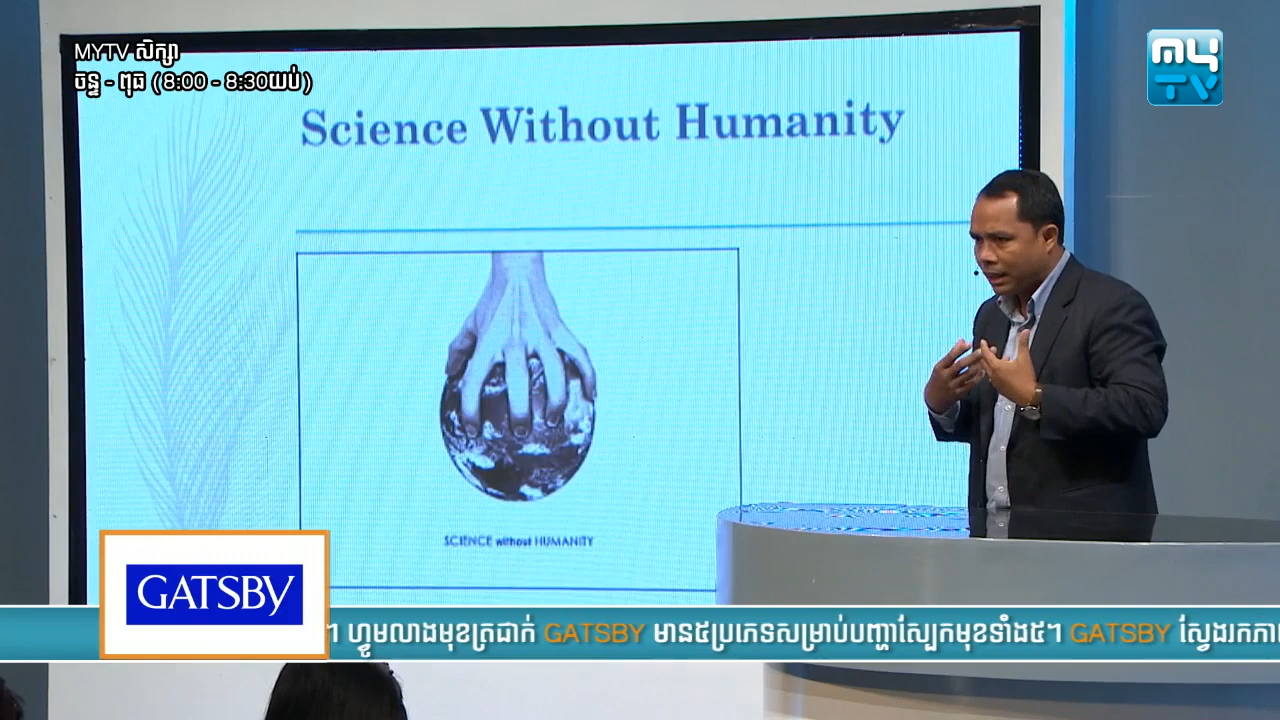 MYTV សិក្សា
ចន្ទ - ពុធ (8:00 - 8:30យប់)
MYTV
Science Without Humanity
SCIENCE without HUMANITY
GATSBY
ៗ ហ្វូមលាងមុខត្រជាក់ GATSBY មាន៥ប្រភេទសម្រាប់បញ្ហាស្បែកមុខទាំង៥។ GATSBY ស្វែងរកភា